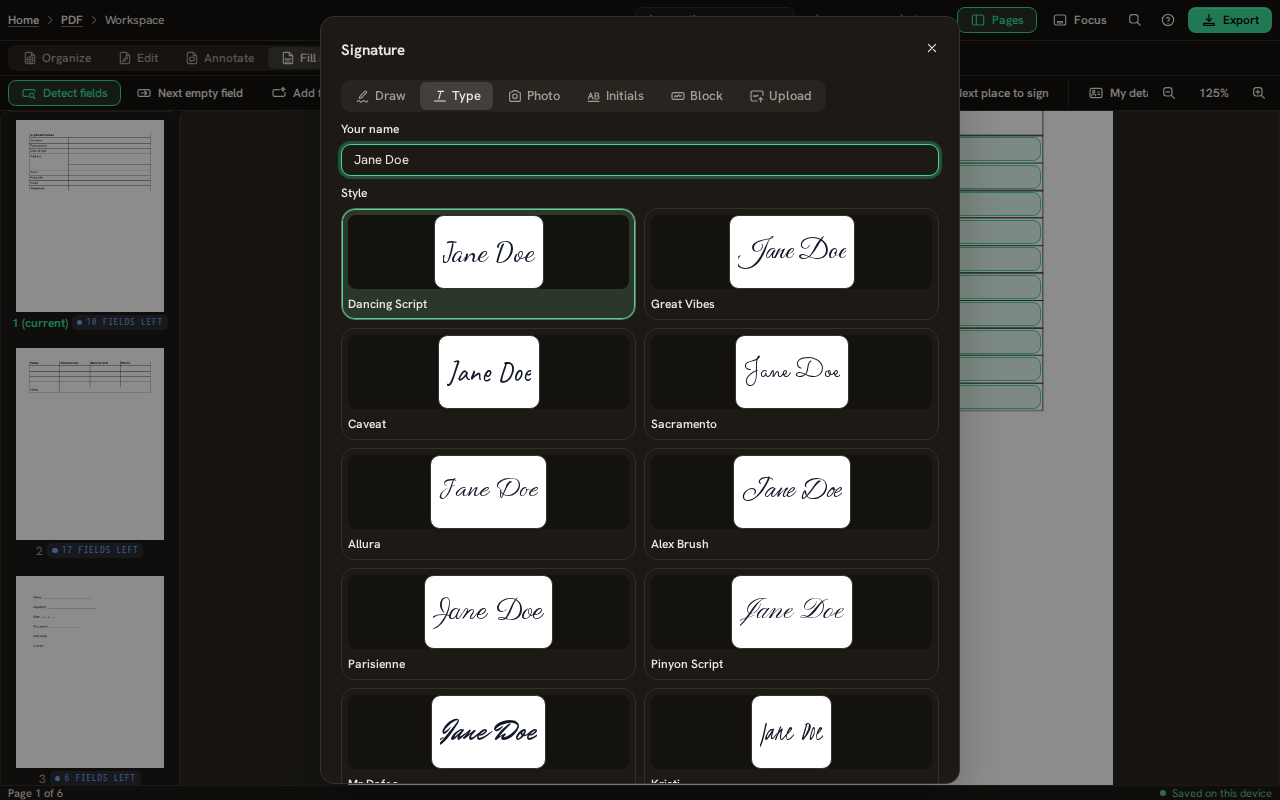 Home > PDF > Workspace
Pages
Focus
Export
Organize
Edit
Annotate
Fill
Detect fields
Next empty field
Add f
ext place to sign
My deta
125%
Signature
Draw
Type
Photo
Initials
Block
Upload
Your name
Jane Doe
Style
Jane Doe
Dancing Script
Jane Doe
Great Vibes
Jane Doe
Caveat
Jane Doe
Sacramento
Jane Doe
Allura
Jane Doe
Alex Brush
Jane Doe
Parisienne
Jane Doe
Pinyon Script
Jane Doe
Jane Doe
1 (current) 10 FIELDS LEFT
2 17 FIELDS LEFT
3 6 FIELDS LEFT
Page 1 of 6
Saved on this device